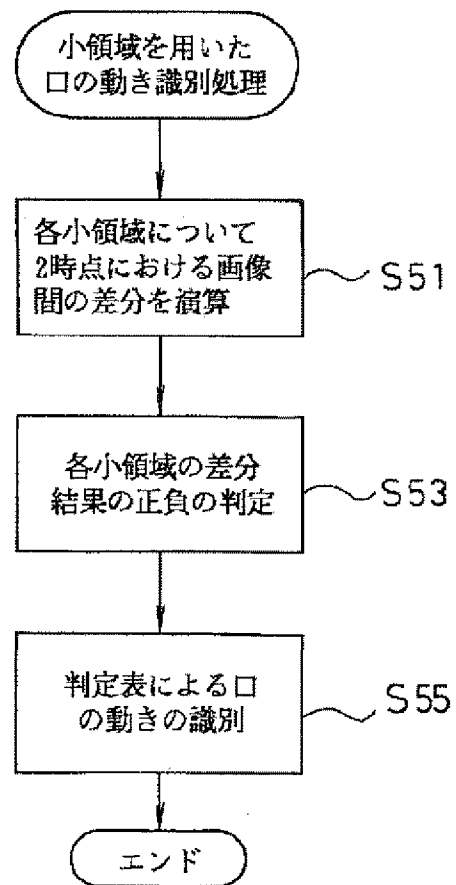 小領域を用いた
口の動き識別処理
各小領域について
2時点における画像
間の差分を演算
S51
各小領域の差分
結果の正負の判定
S53
判定表による口
の動きの識別
S55
エンド